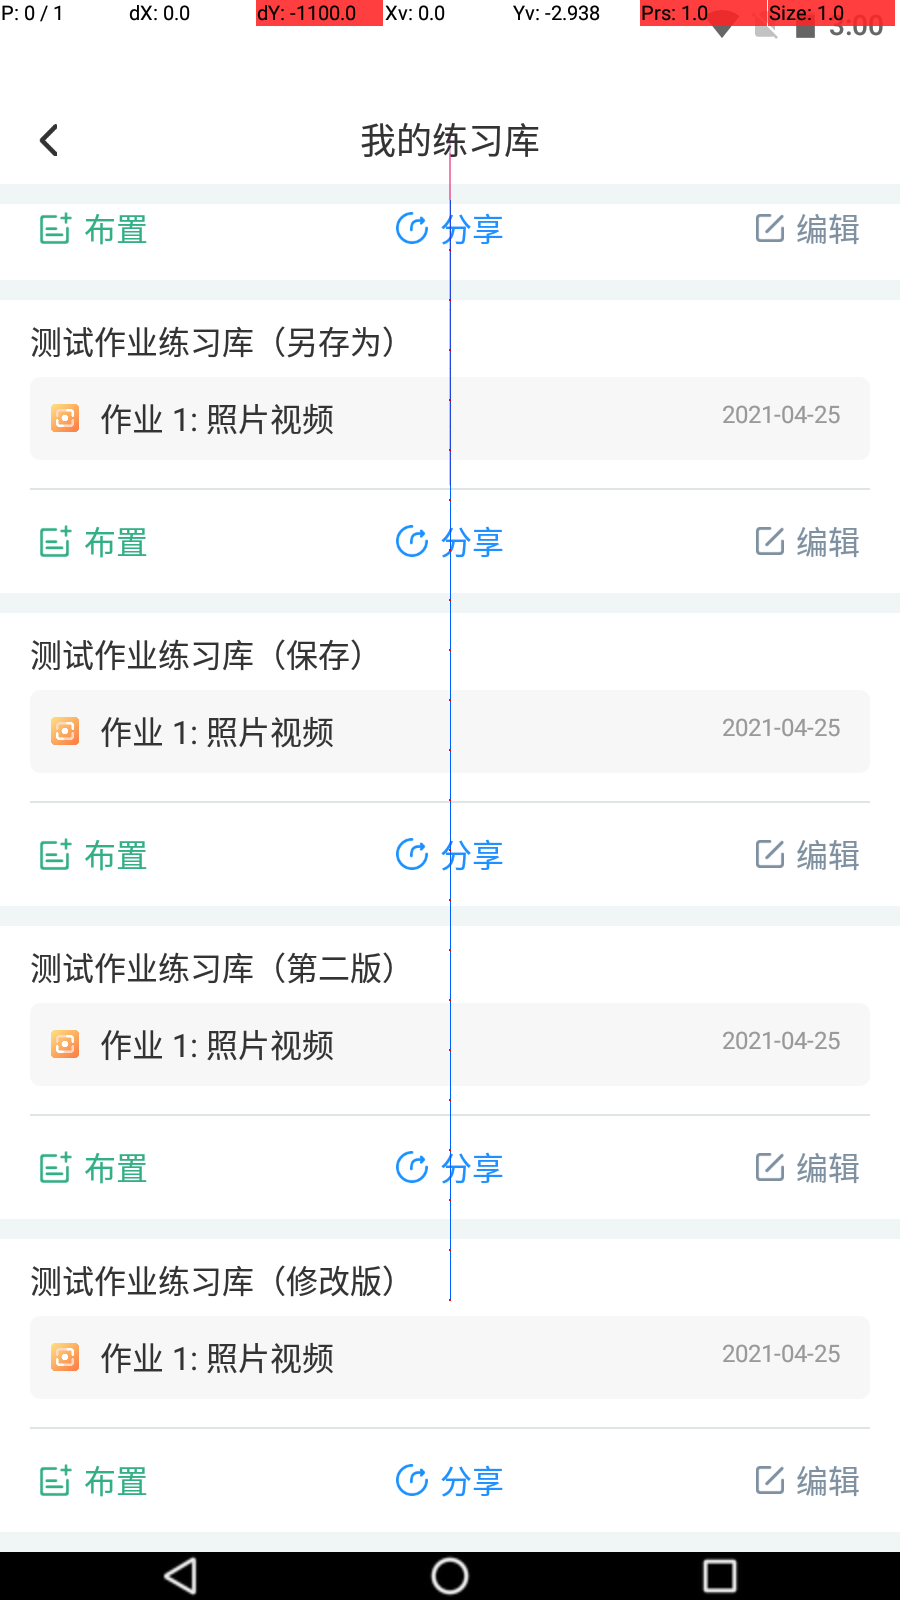 P: 0 / 1 dX: 0.0 dY: -1100.0 Xv: 0.0 Yv: -2.938 Prs: 1.0 Size: 1.0
3:00
我的练习库
布置 分享 编辑
测试作业练习库（另存为）
作业 1: 照片视频 2021-04-25
布置 分享 编辑
测试作业练习库（保存）
作业 1: 照片视频 2021-04-25
布置 分享 编辑
测试作业练习库（第二版）
作业 1: 照片视频 2021-04-25
布置 分享 编辑
测试作业练习库（修改版）
作业 1: 照片视频 2021-04-25
布置 分享 编辑